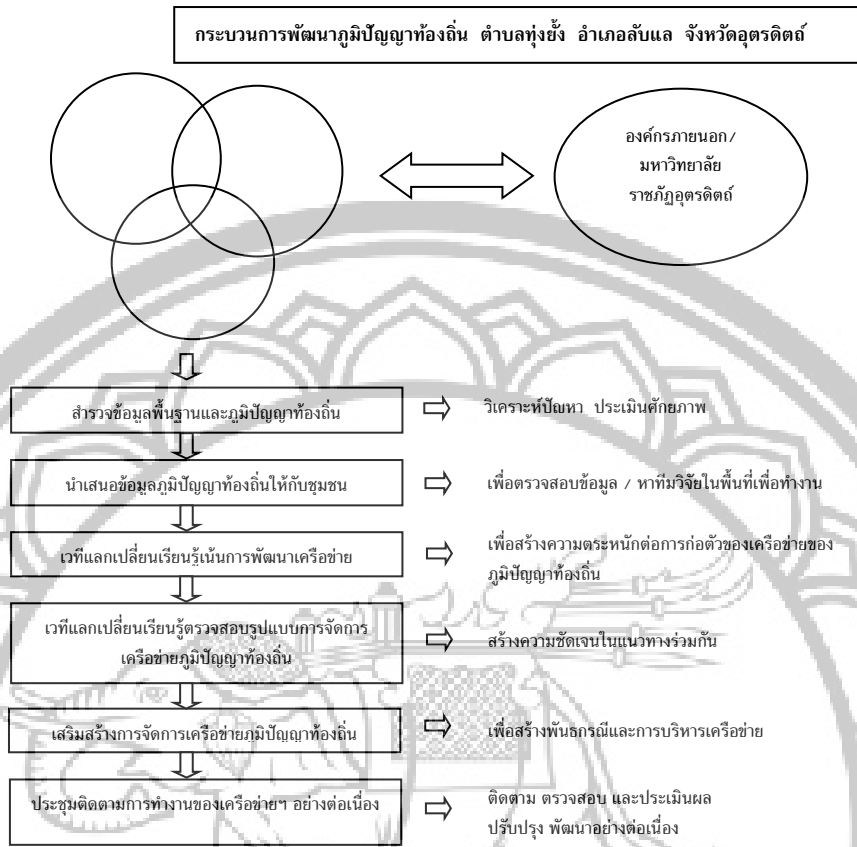 กระบวนการพัฒนาภูมิปัญญาท้องถิ่น ตำบลทุ่งยั้ง อำเภอลับแล จังหวัดอุตรดิตถ์
องค์กรภายนอก/
มหาวิทยาลัย
ราชภัฏอุตรดิตถ์
สำรวจข้อมูลพื้นฐานและภูมิปัญญาท้องถิ่น
วิเคราะห์ปัญหา ประเมินศักยภาพ
นำเสนอข้อมูลภูมิปัญญาท้องถิ่นให้กับชุมชน
เพื่อตรวจสอบข้อมูล / หาทีมวิจัยในพื้นที่เพื่อทำงาน
เวทีแลกเปลี่ยนเรียนรู้เน้นการพัฒนาเครือข่าย
เพื่อสร้างความตระหนักต่อการก่อตัวของเครือข่ายของ
ภูมิปัญญาท้องถิ่น
เวทีแลกเปลี่ยนเรียนรู้ตรวจสอบรูปแบบการจัดการ
เครือข่ายภูมิปัญญาท้องถิ่น
สร้างความชัดเจนในแนวทางร่วมกัน
เสริมสร้างการจัดการเครือข่ายภูมิปัญญาท้องถิ่น
เพื่อสร้างพันธกรณีและการบริหารเครือข่าย
ประชุมติดตามการทำงานของเครือข่ายฯ อย่างต่อเนื่อง
ติดตาม ตรวจสอบ และประเมินผล
ปรับปรุง พัฒนาอย่างต่อเนื่อง